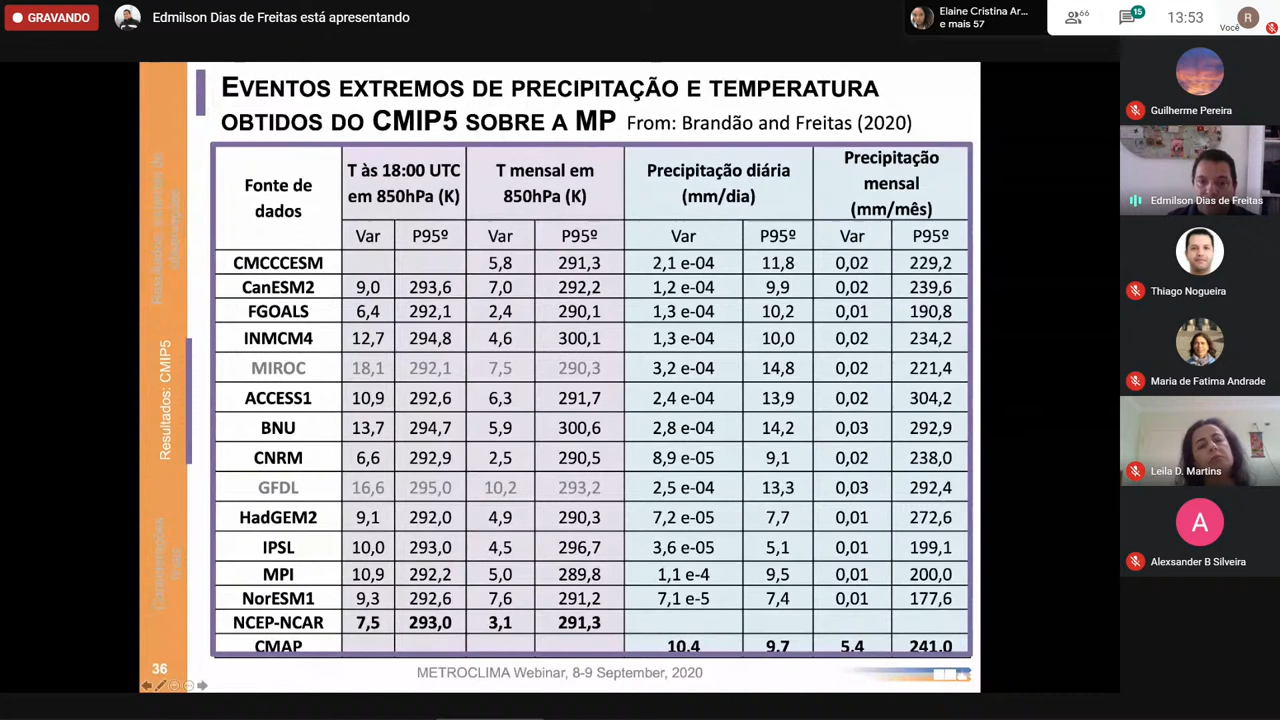 GRAVANDO
Edmilson Dias de Freitas está apresentando
Elaine Cristina Ar...
e mais 57
66
15
13:53
Você
R
EVENTOS EXTREMOS DE PRECIPITAÇÃO E TEMPERATURA
OBTIDOS DO CMIP5 SOBRE A MP From: Brandão and Freitas (2020)
Fonte de dados | T às 18:00 UTC em 850hPa (K) | T mensal em 850hPa (K) | Precipitação diária (mm/dia) | Precipitação mensal (mm/mês)
Var P95º Var P95º Var P95º Var P95º
CMCCCESM 5,8 291,3 2,1 e-04 11,8 0,02 229,2
CanESM2 9,0 293,6 7,0 292,2 1,2 e-04 9,9 0,02 239,6
FGOALS 6,4 292,1 2,4 290,1 1,3 e-04 10,2 0,01 190,8
INMCM4 12,7 294,8 4,6 300,1 1,3 e-04 10,0 0,02 234,2
MIROC 18,1 292,1 7,5 290,3 3,2 e-04 14,8 0,02 221,4
ACCESS1 10,9 292,6 6,3 291,7 2,4 e-04 13,9 0,02 304,2
BNU 13,7 294,7 5,9 300,6 2,8 e-04 14,2 0,03 292,9
CNRM 6,6 292,9 2,5 290,5 8,9 e-05 9,1 0,02 238,0
GFDL 16,6 295,0 10,2 293,2 2,5 e-04 13,3 0,03 292,4
HadGEM2 9,1 292,0 4,9 290,3 7,2 e-05 7,7 0,01 272,6
IPSL 10,0 293,0 4,5 296,7 3,6 e-05 5,1 0,01 199,1
MPI 10,9 292,2 5,0 289,8 1,1 e-4 9,5 0,01 200,0
NorESM1 9,3 292,6 7,6 291,2 7,1 e-5 7,4 0,01 177,6
NCEP-NCAR 7,5 293,0 3,1 291,3
CMAP 10,4 9,7 5,4 241,0
Resultados: CMIP5
36
METROCLIMA Webinar, 8-9 September, 2020
Guilherme Pereira
Edmilson Dias de Freitas
Thiago Nogueira
Maria de Fatima Andrade
Leila D. Martins
A
Alexsander B Silveira